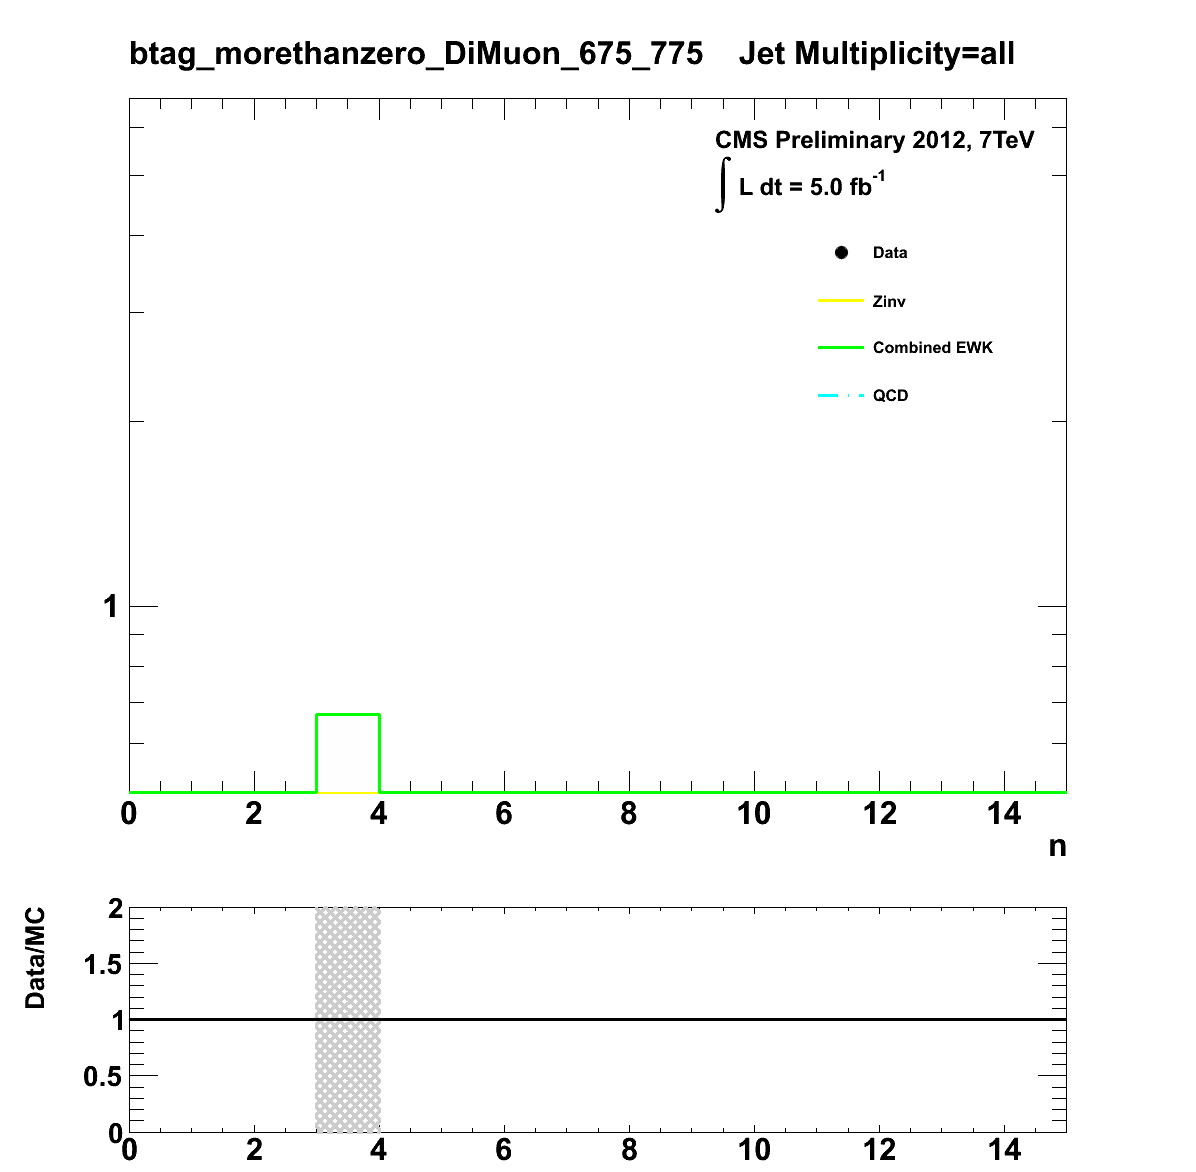 btag_morethanzero_DiMuon_675_775 Jet Multiplicity=all
CMS Preliminary 2012, 7TeV
∫ L dt = 5.0 fb⁻¹
Data
Zinv
Combined EWK
QCD
1
0 2 4 6 8 10 12 14
n
Data/MC
2
1.5
1
0.5
0
0 2 4 6 8 10 12 14